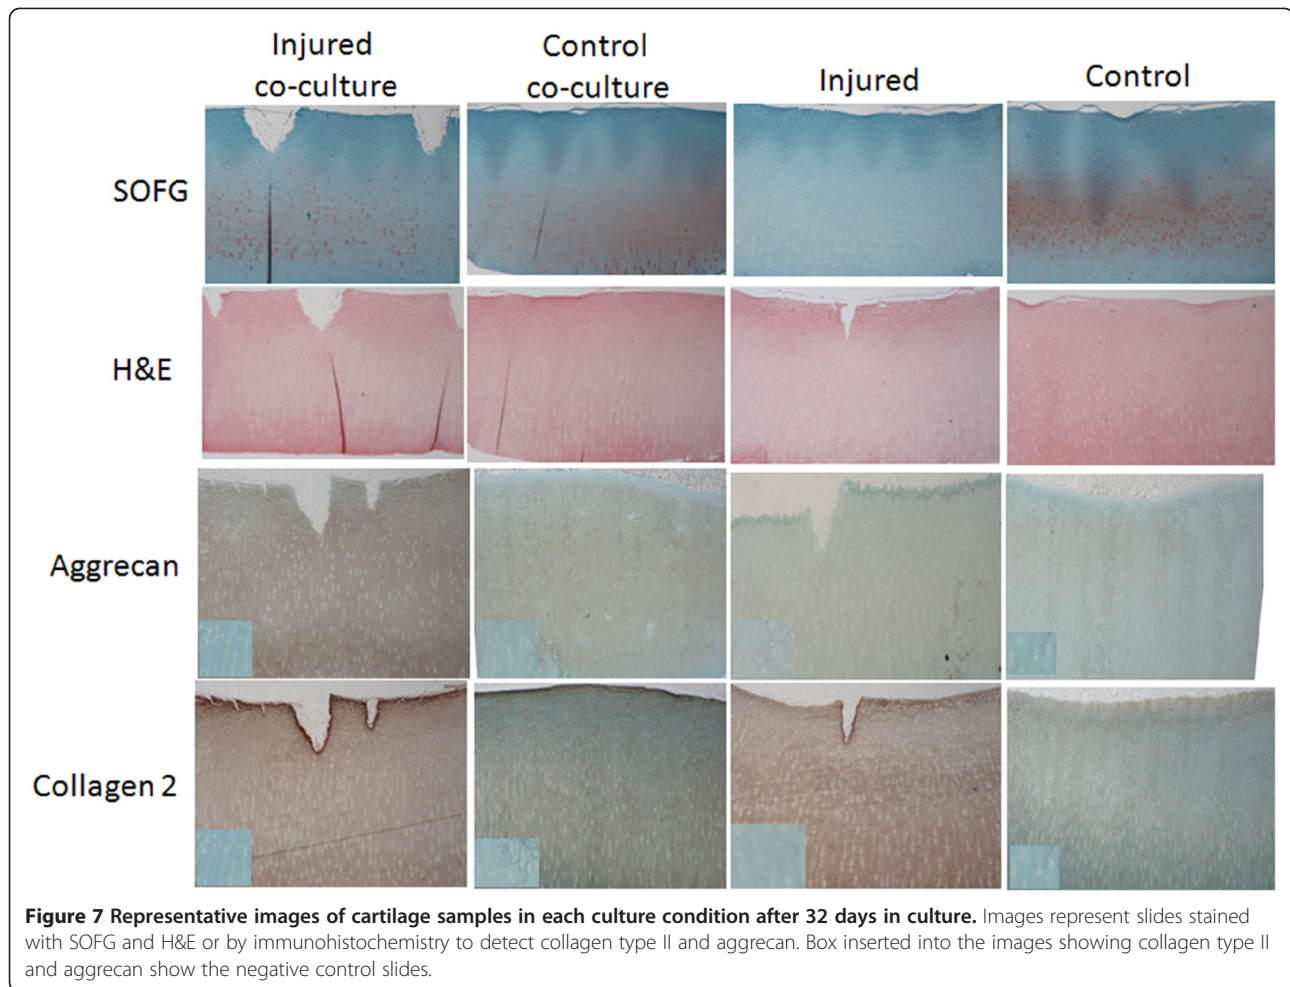 Injured
co-culture
Control
co-culture
Injured
Control
SOFG
H&E
Aggrecan
Collagen 2
Figure 7 Representative images of cartilage samples in each culture condition after 32 days in culture. Images represent slides stained
with SOFG and H&E or by immunohistochemistry to detect collagen type II and aggrecan. Box inserted into the images showing collagen type II
and aggrecan show the negative control slides.